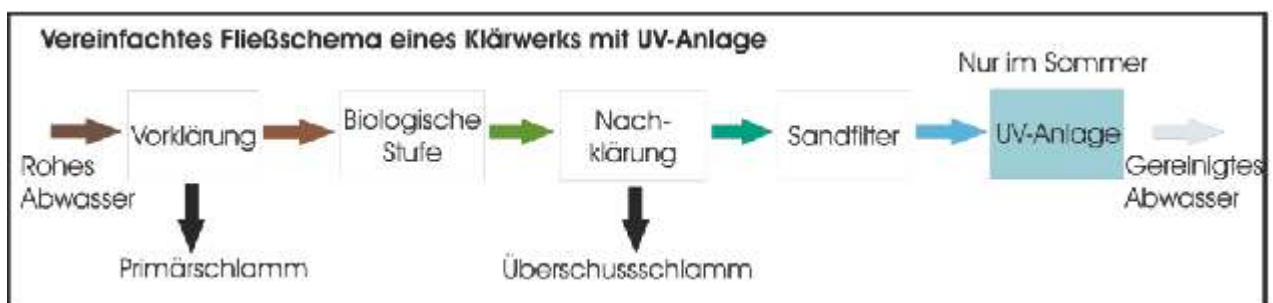 Vereinfachtes Fließschema eines Klärwerks mit UV-Anlage
Nur im Sommer
Rohes
Abwasser
Vorklärung
Biologische
Stufe
Nach-
klärung
Sandfilter
UV-Anlage
Gereinigtes
Abwasser
Primärschlamm
Überschussschlamm